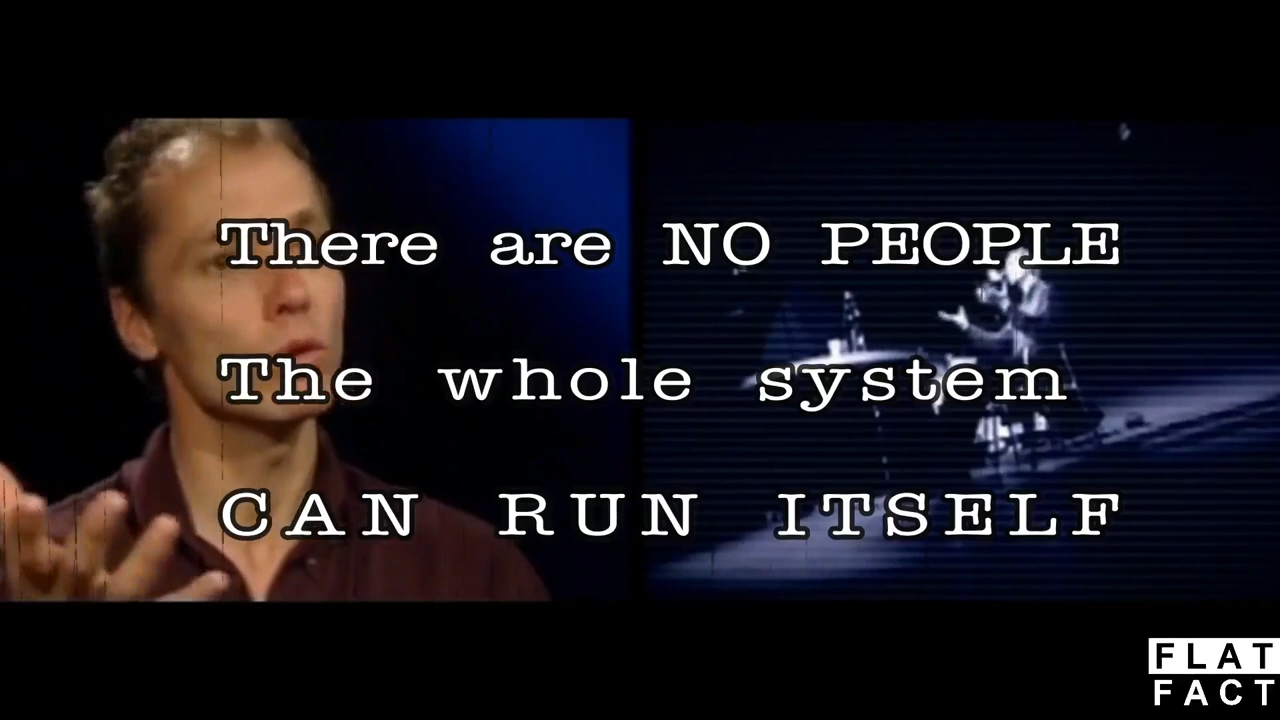 There are NO PEOPLE
The whole system
CAN RUN ITSELF
FLAT
FACT